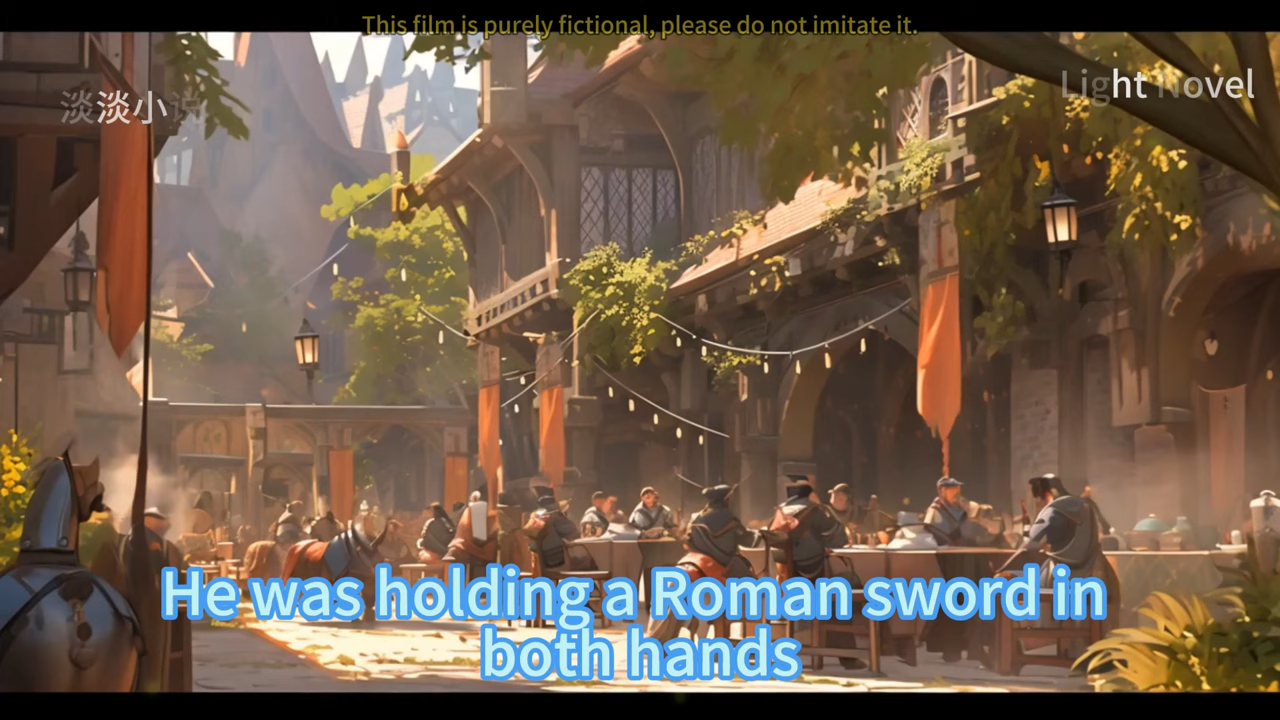 This film is purely fictional, please do not imitate it.
Light Novel
淡淡小说
He was holding a Roman sword in
both hands